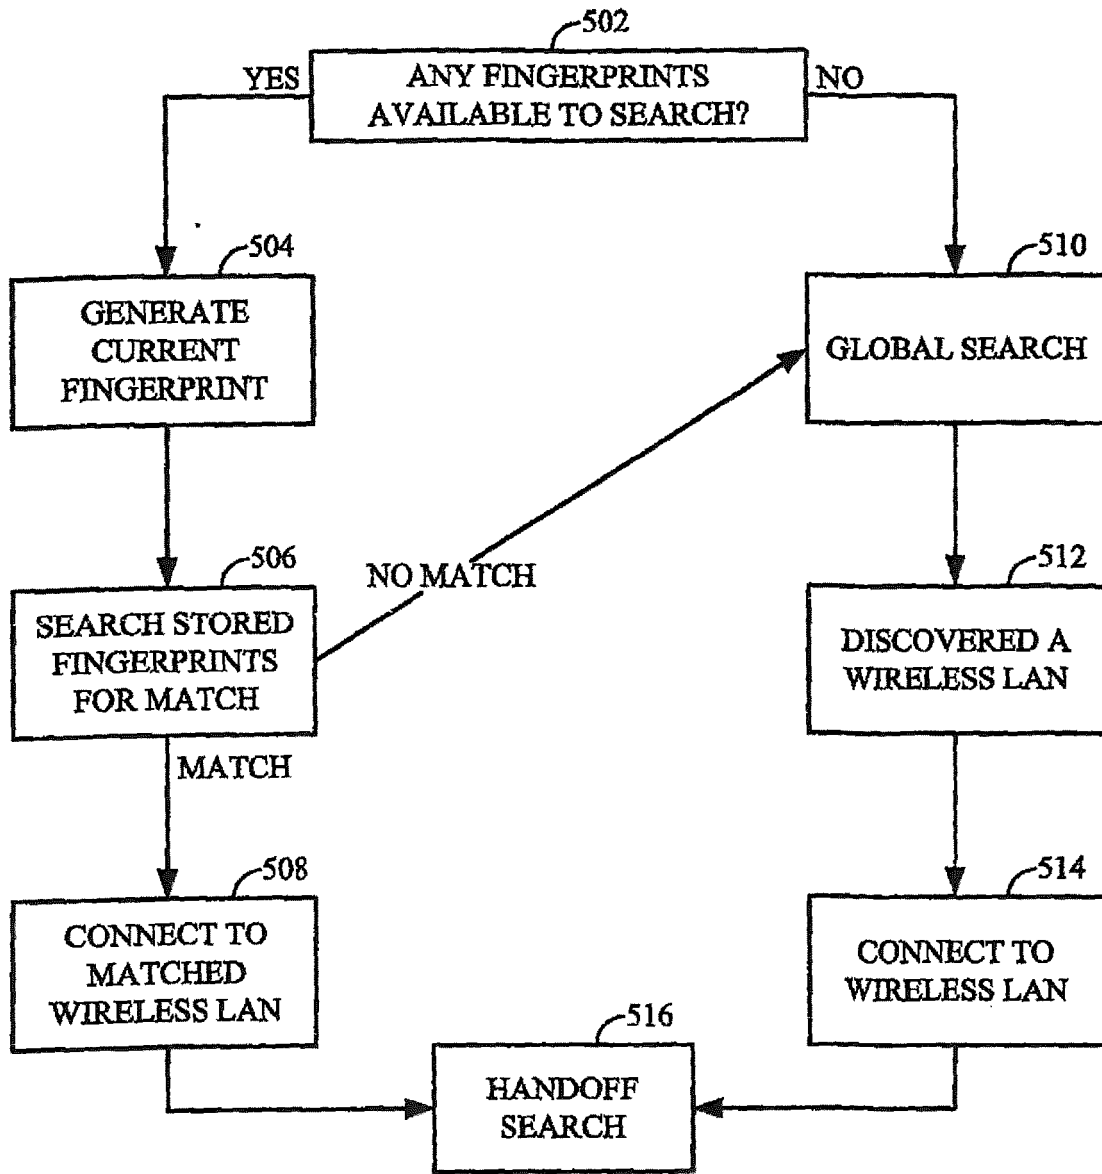 502
YES
ANY FINGERPRINTS
AVAILABLE TO SEARCH?
NO
504
GENERATE
CURRENT
FINGERPRINT
510
GLOBAL SEARCH
506
SEARCH STORED
FINGERPRINTS
FOR MATCH
NO MATCH
512
DISCOVERED A
WIRELESS LAN
MATCH
508
CONNECT TO
MATCHED
WIRELESS LAN
514
CONNECT TO
WIRELESS LAN
516
HANDOFF
SEARCH